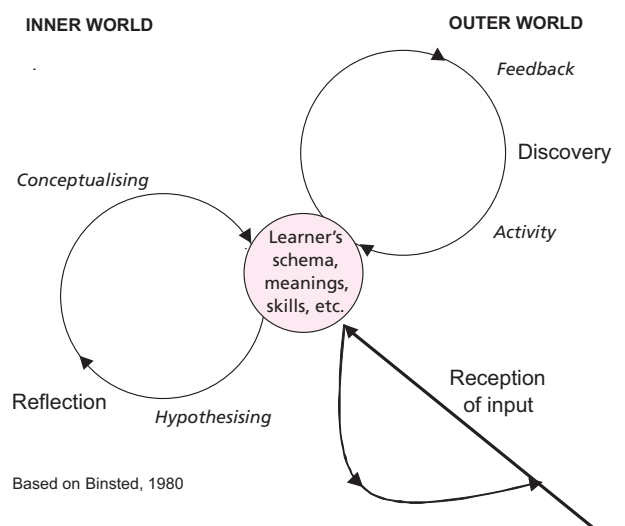 INNER WORLD
OUTER WORLD
Feedback
Discovery
Conceptualising
Activity
Learner's
schema,
meanings,
skills, etc.
Reception
of input
Reflection
Hypothesising
Based on Binsted, 1980